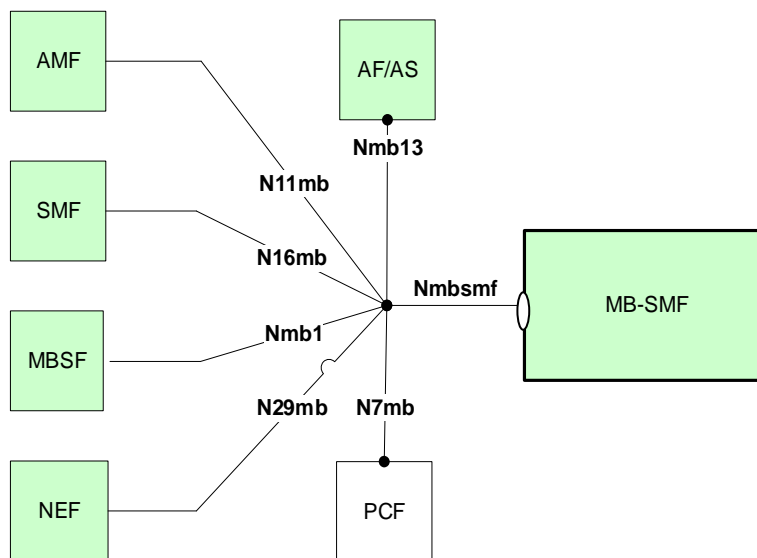 AMF
AF/AS
Nmb13
N11mb
SMF
N16mb
Nmbsmf
MB-SMF
Nmb1
MBSF
N29mb
N7mb
NEF
PCF